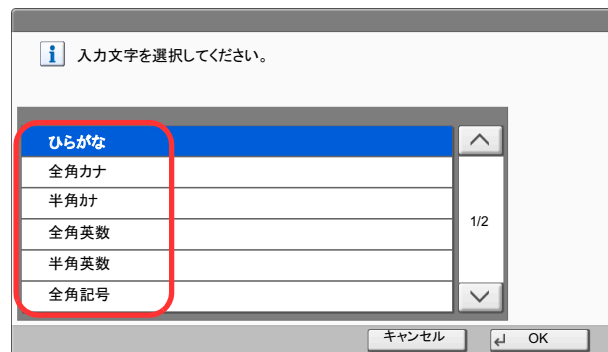 入力文字を選択してください。
ひらがな
全角カナ
半角ｶﾅ
全角英数
1/2
半角英数
全角記号
キャンセル
OK